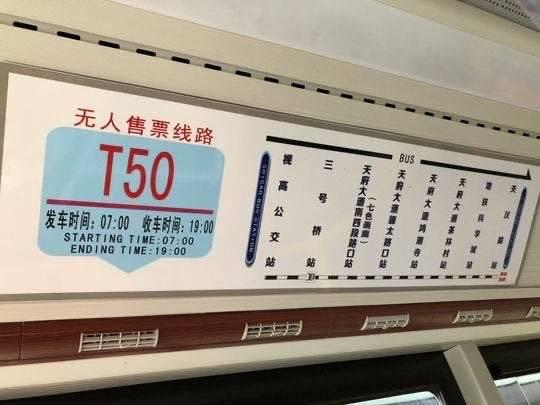 无人售票线路
T50
发车时间：07:00 收车时间：19:00
STARTING TIME:07:00
ENDING TIME:19:00
BUS
视高公交站
三号桥站
天府大道南四段路口站
（七色画廊）
天府大道蓉太路口站
天府大道鸿湖寺站
天府大道茶林村站
地铁科学城站
天汉路站